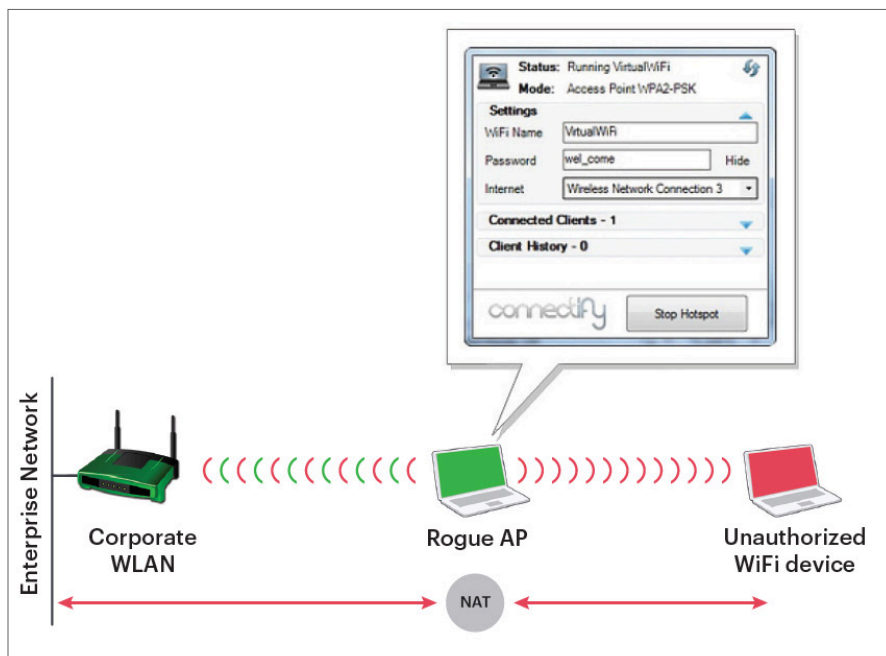 Status: Running VirtualWiFi
Mode: Access Point WPA2-PSK
Settings
WiFi Name VirtualWiFi
Password wel_come Hide
Internet Wireless Network Connection 3
Connected Clients - 1
Client History - 0
connectify Stop Hotspot
Enterprise Network
Corporate
WLAN
Rogue AP
Unauthorized
WiFi device
NAT